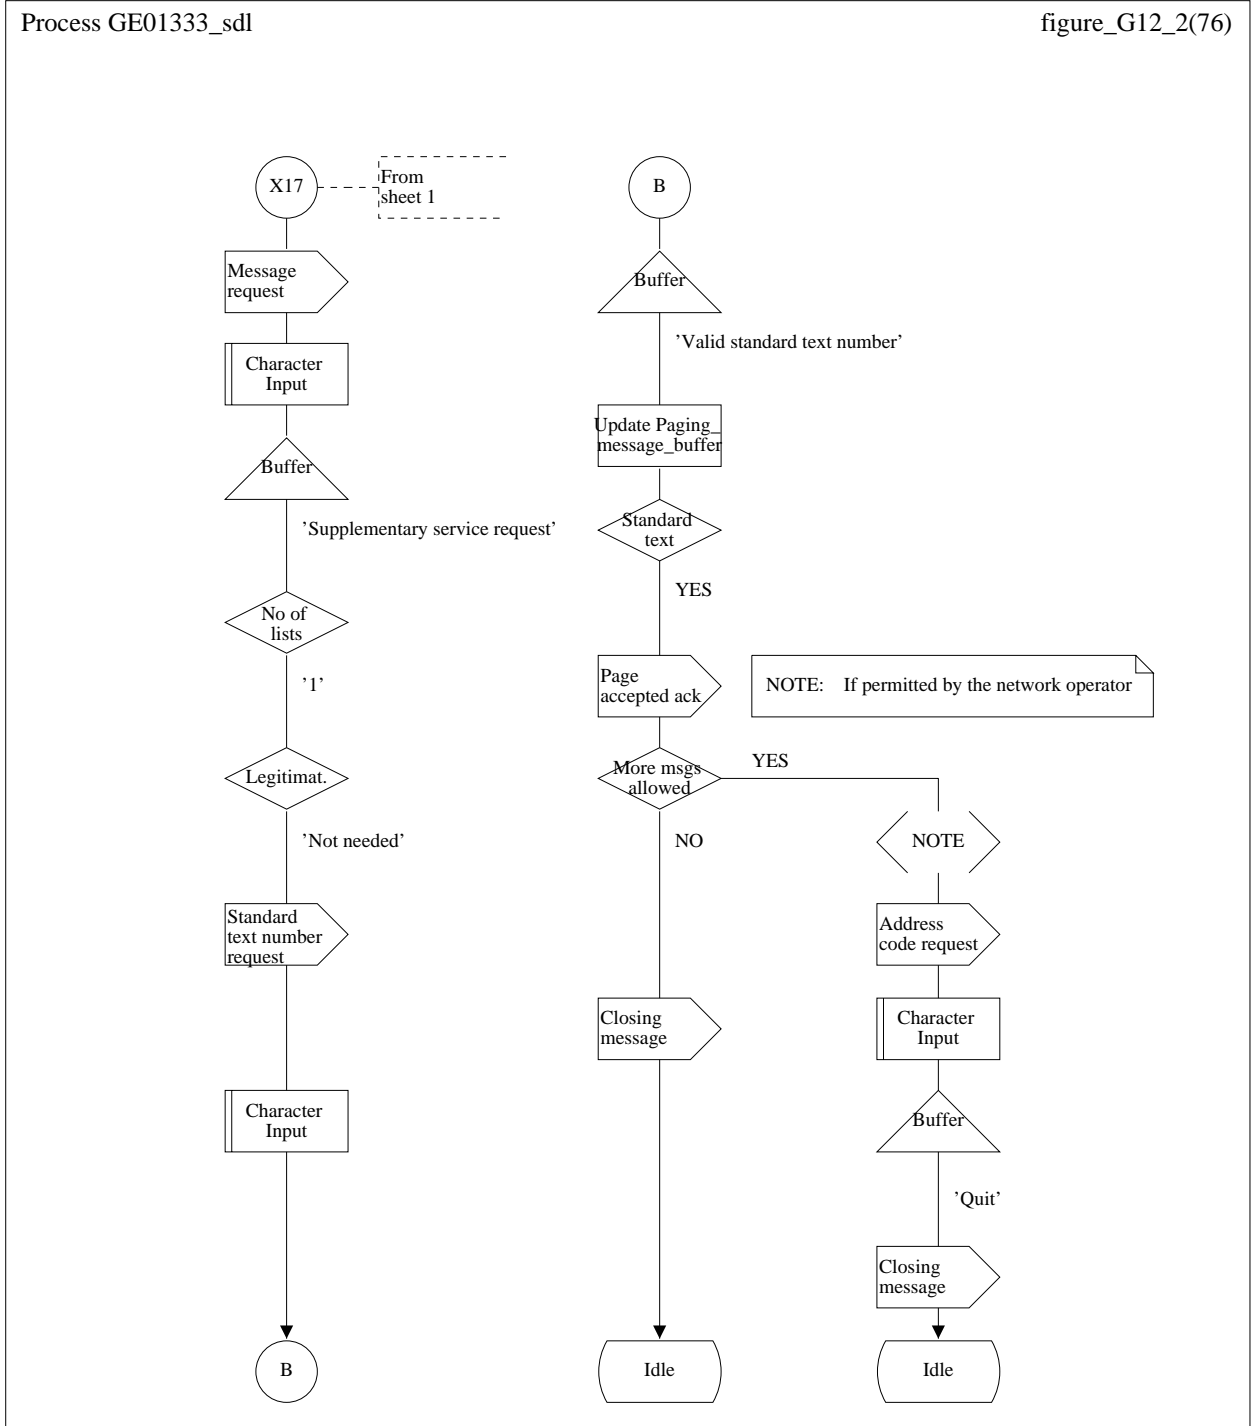 Process GE01333_sdl
figure_G12_2(76)
X17
From
sheet 1
Message
request
Character
Input
Buffer
’Supplementary service request’
No of
lists
’1’
Legitimat.
’Not needed’
Standard
text number
request
Character
Input
B
B
Buffer
’Valid standard text number’
Update Paging_
message_buffer
Standard
text
YES
Page
accepted ack
NOTE: If permitted by the network operator
More msgs
allowed
YES
NO
Closing
message
Idle
NOTE
Address
code request
Character
Input
Buffer
’Quit’
Closing
message
Idle